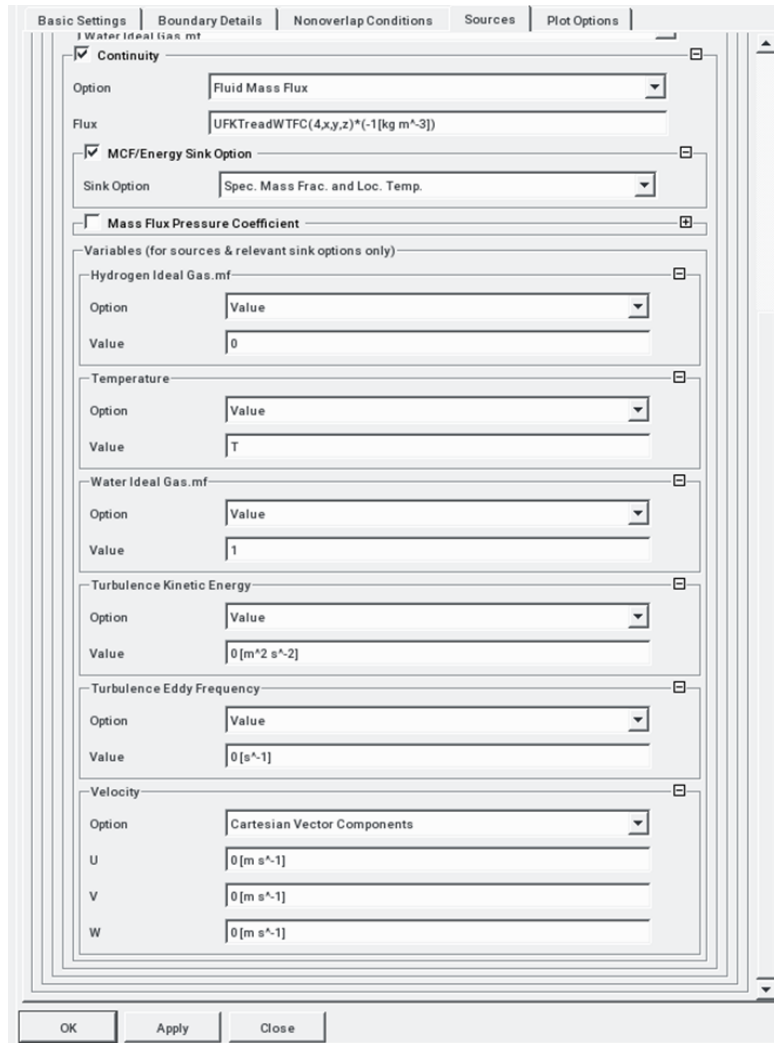 Basic Settings Boundary Details Nonoverlap Conditions Sources Plot Options
Water Ideal Gas.mf
Continuity
Option Fluid Mass Flux
Flux UFKTreadWTFC(4,x,y,z)*(-1[kg m^-3])
MCF/Energy Sink Option
Sink Option Spec. Mass Frac. and Loc. Temp.
Mass Flux Pressure Coefficient
Variables (for sources & relevant sink options only)
Hydrogen Ideal Gas.mf
Option Value
Value 0
Temperature
Option Value
Value T
Water Ideal Gas.mf
Option Value
Value 1
Turbulence Kinetic Energy
Option Value
Value 0[m^2 s^-2]
Turbulence Eddy Frequency
Option Value
Value 0[s^-1]
Velocity
Option Cartesian Vector Components
U 0[m s^-1]
V 0[m s^-1]
W 0[m s^-1]
OK Apply Close